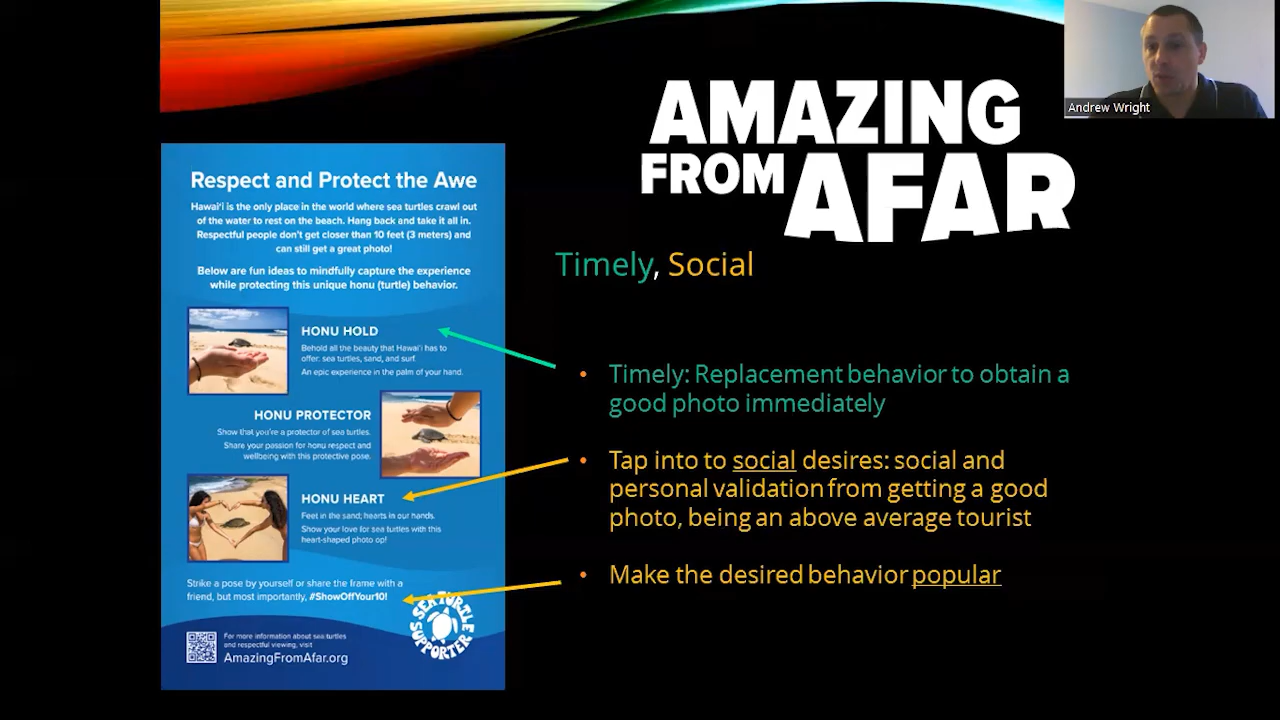 AMAZING
FROM AFAR
Andrew Wright
Respect and Protect the Awe
Hawai'i is the only place in the world where sea turtles crawl out
of the water to rest on the beach. Hang back and take it all in.
Respectful people don't get closer than 10 feet (3 meters) and
can still get a great photo!
Below are fun ideas to mindfully capture the experience
while protecting this unique honu (turtle) behavior.
HONU HOLD
Behold all the beauty that Hawai'i has to
offer: sea turtles, sand, and surf.
An epic experience in the palm of your hand.
HONU PROTECTOR
Show that you're a protector of sea turtles.
Share your passion for honu respect and
wellbeing with this protective pose.
HONU HEART
Feet in the sand; hearts in our hands.
Show your love for sea turtles with this
heart-shaped photo op!
Strike a pose by yourself or share the frame with a
friend, but most importantly, #ShowOffYour10!
SEA TURTLE
SUPPORTER
For more information about sea turtles
and respectful viewing, visit
AmazingFromAfar.org
Timely, Social
• Timely: Replacement behavior to obtain a
good photo immediately
• Tap into to social desires: social and
personal validation from getting a good
photo, being an above average tourist
• Make the desired behavior popular